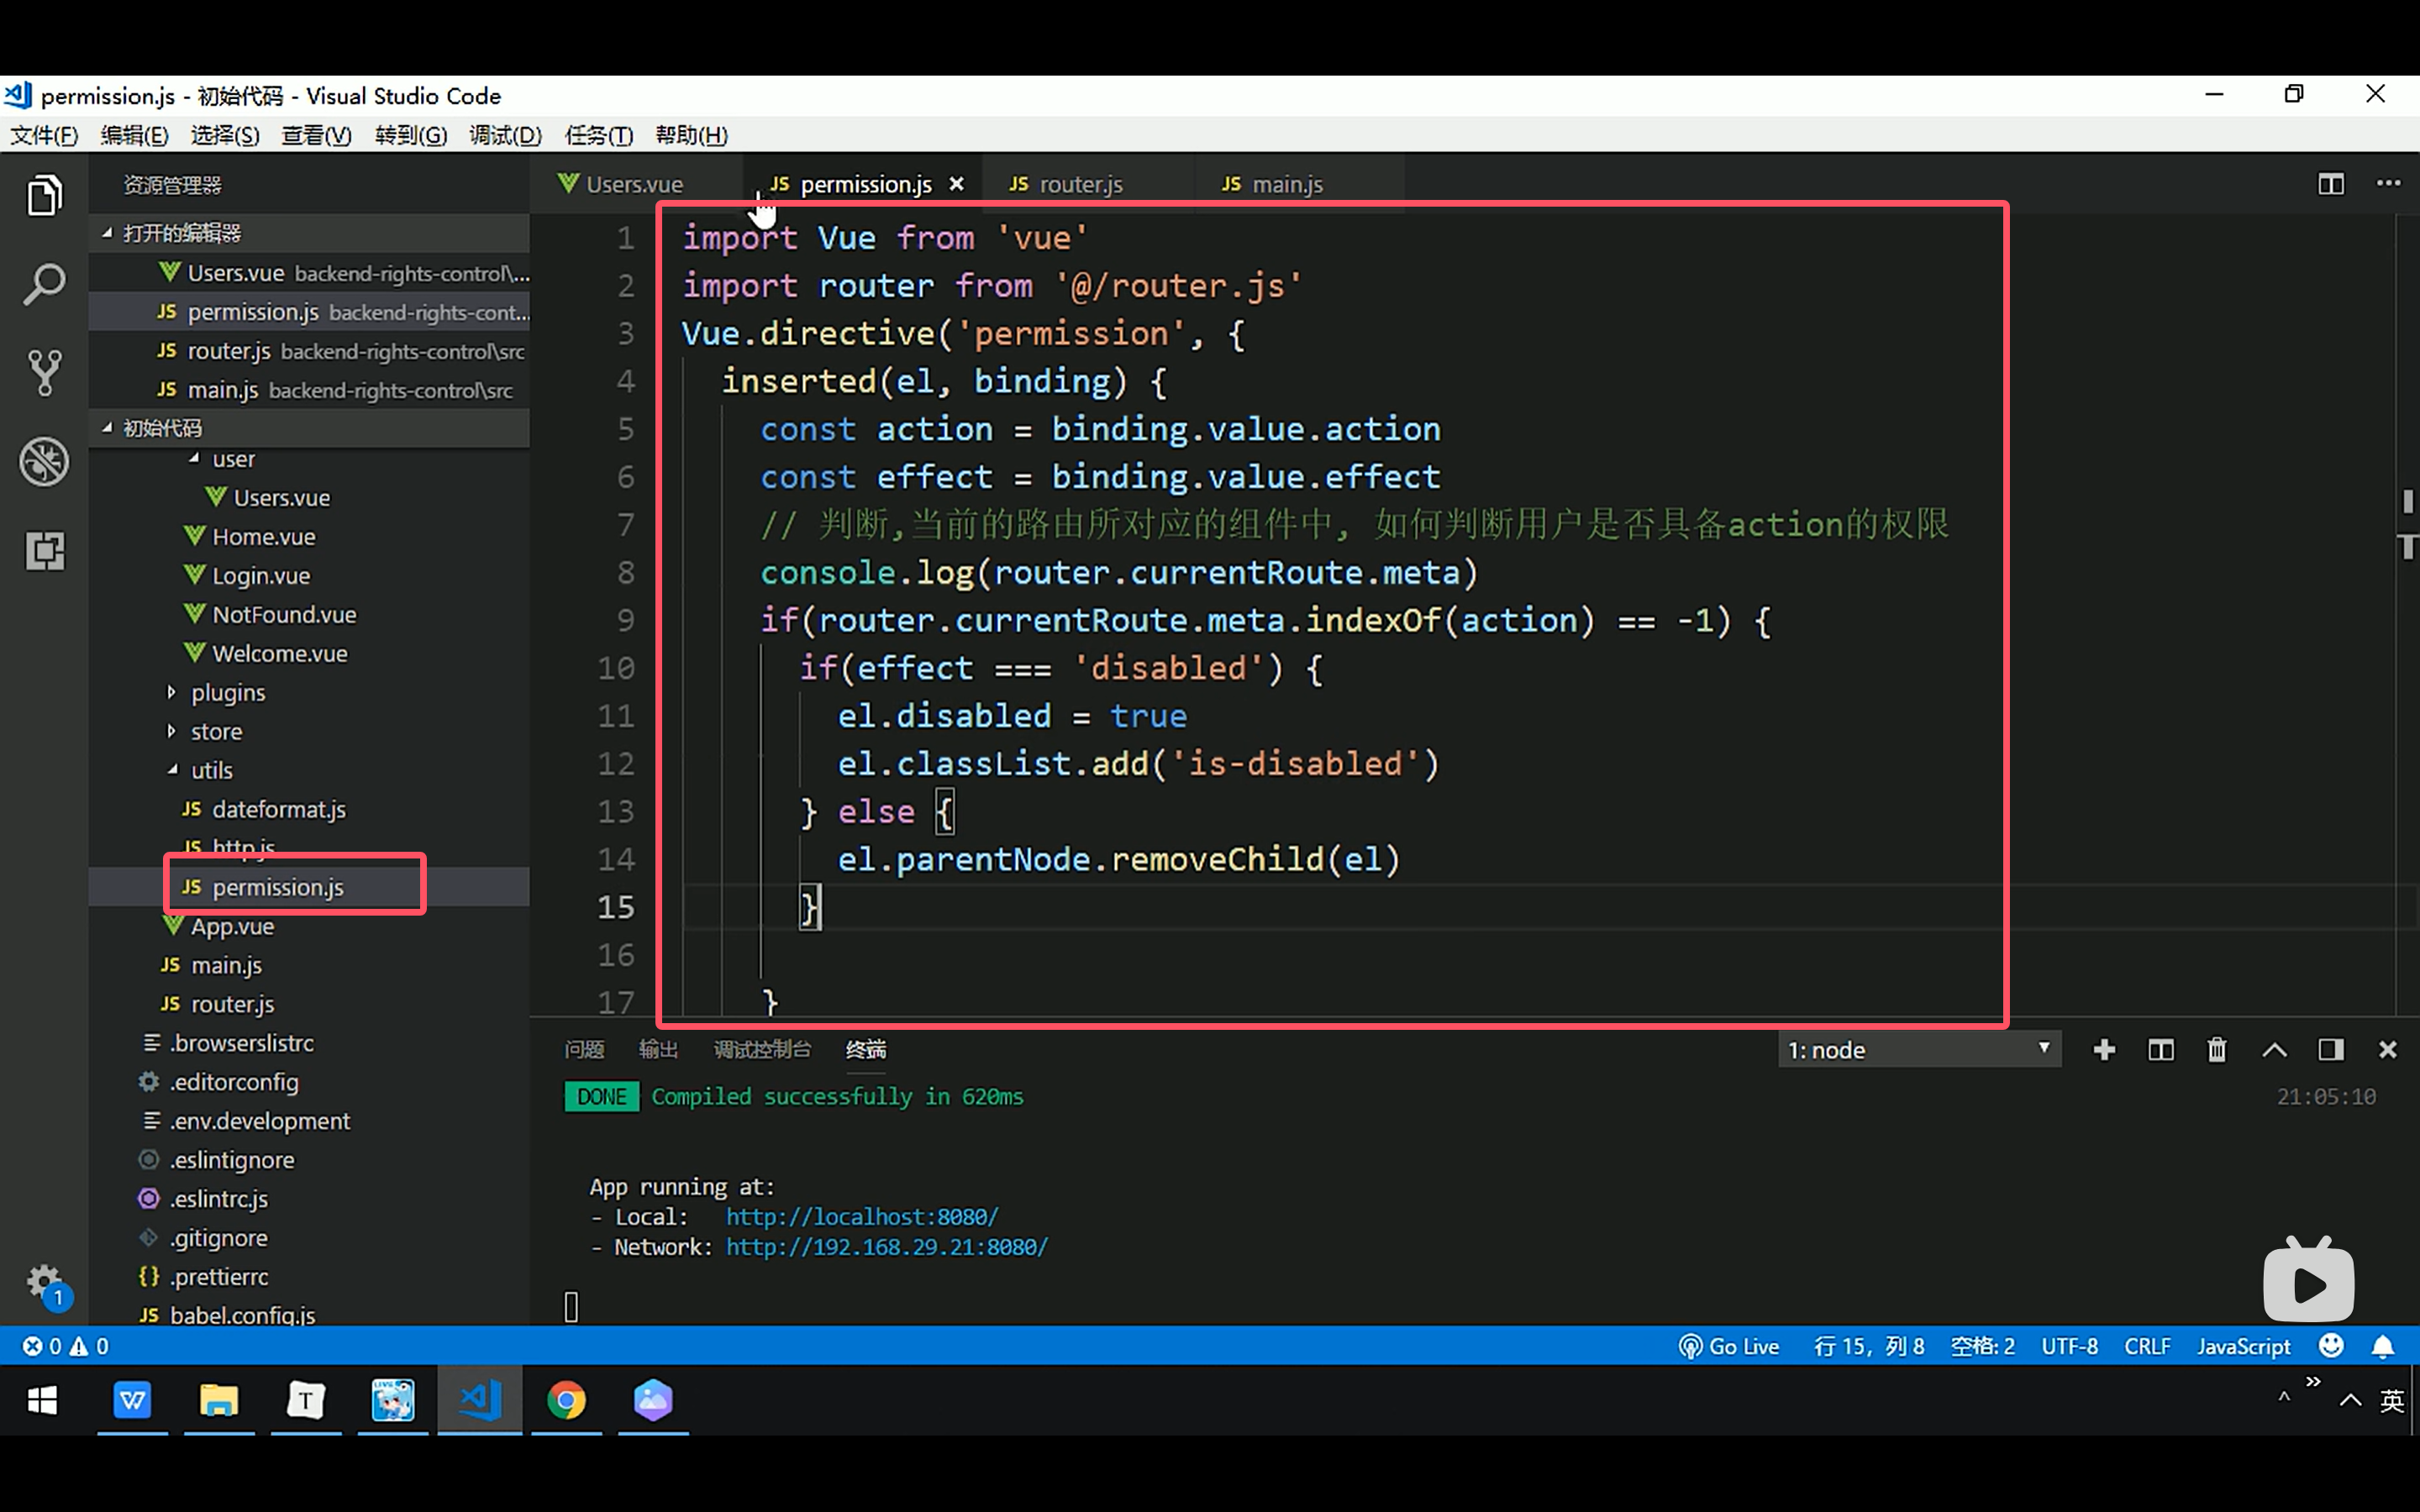 permission.js - 初始代码 - Visual Studio Code
文件(F) 编辑(E) 选择(S) 查看(V) 转到(G) 调试(D) 任务(T) 帮助(H)
资源管理器
打开的编辑器
Users.vue backend-rights-control\...
JS permission.js backend-rights-cont...
JS router.js backend-rights-control\src
JS main.js backend-rights-control\src
初始代码
user
Users.vue
Home.vue
Login.vue
NotFound.vue
Welcome.vue
plugins
store
utils
JS dateformat.js
JS http.js
JS permission.js
App.vue
JS main.js
JS router.js
.browserslistrc
.editorconfig
.env.development
.eslintignore
.eslintrc.js
.gitignore
{} .prettierrc
JS babel.config.js
Users.vue JS permission.js × JS router.js JS main.js
1 import Vue from 'vue'
2 import router from '@/router.js'
3 Vue.directive('permission', {
4 inserted(el, binding) {
5 const action = binding.value.action
6 const effect = binding.value.effect
7 // 判断,当前的路由所对应的组件中, 如何判断用户是否具备action的权限
8 console.log(router.currentRoute.meta)
9 if(router.currentRoute.meta.indexOf(action) == -1) {
10 if(effect === 'disabled') {
11 el.disabled = true
12 el.classList.add('is-disabled')
13 } else {
14 el.parentNode.removeChild(el)
15 }
16
17 }
问题 输出 调试控制台 终端 1: node
DONE Compiled successfully in 620ms 21:05:10
App running at:
- Local: http://localhost:8080/
- Network: http://192.168.29.21:8080/
1
0 0 Go Live 行 15, 列 8 空格: 2 UTF-8 CRLF JavaScript
W T LIVE 英